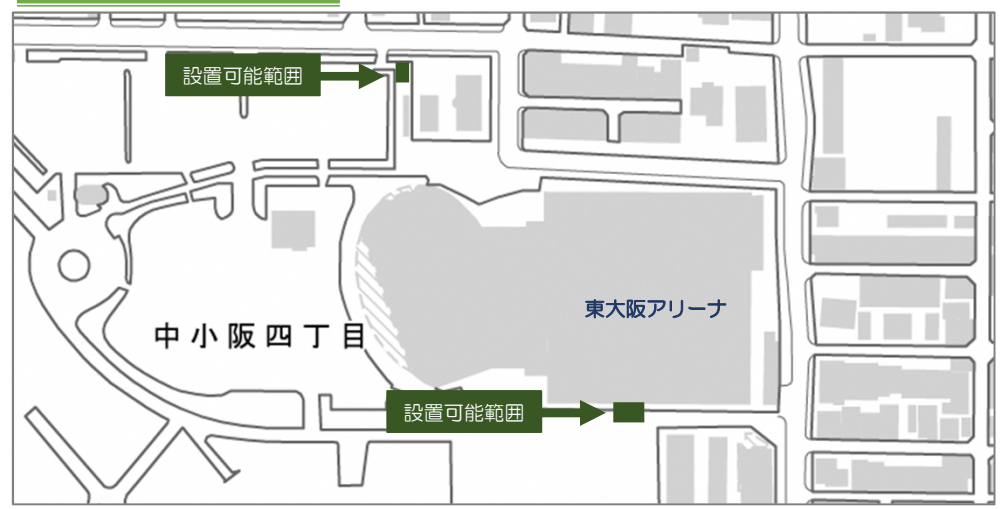 設置可能範囲
東大阪アリーナ
中小阪四丁目
設置可能範囲